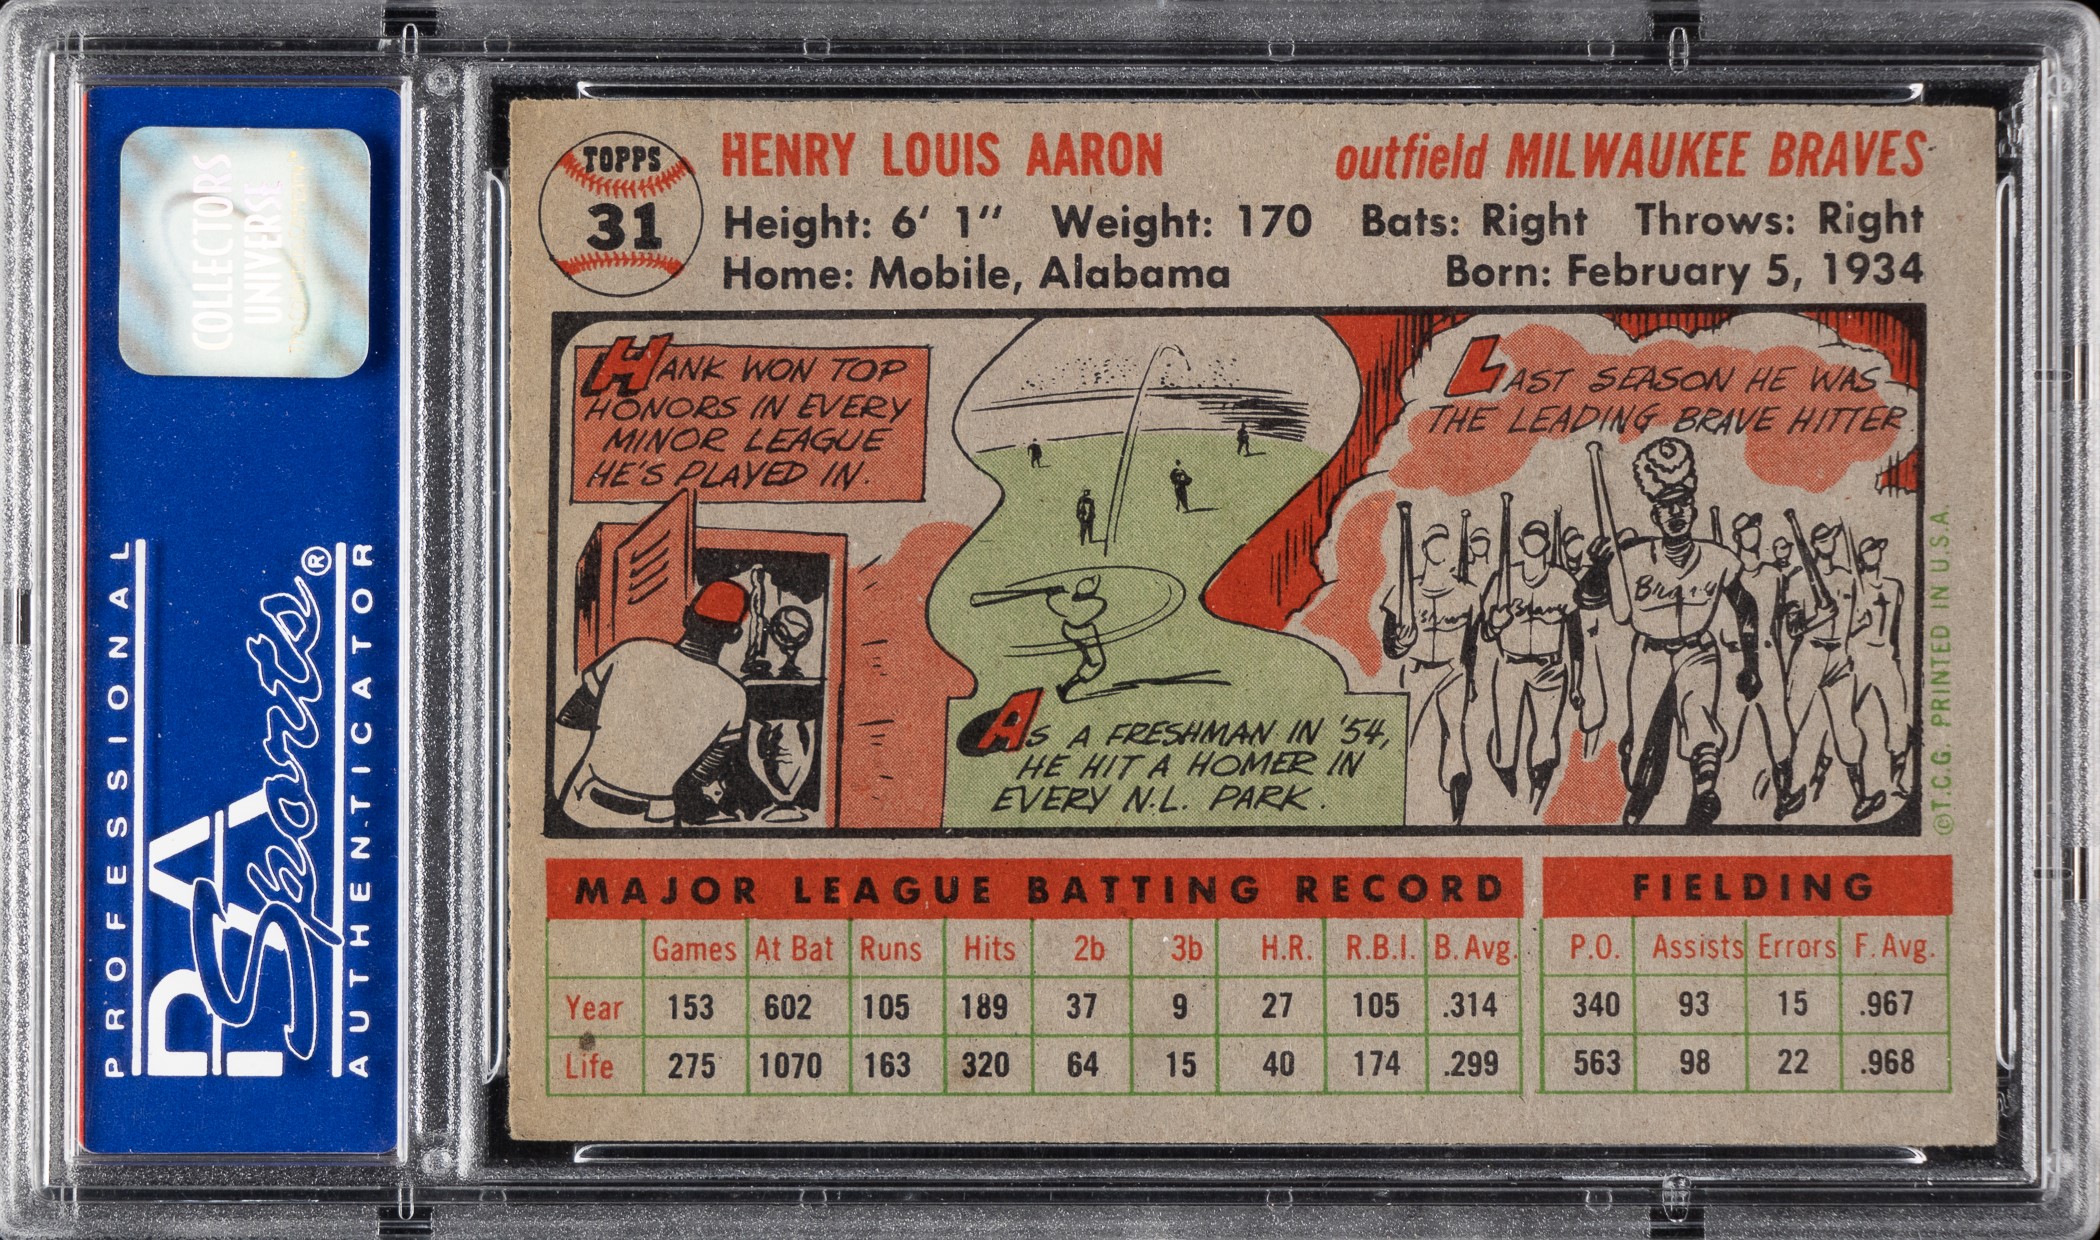 COLLECTORS
UNIVERSE
PROFESSIONAL
PSA
Sports®
AUTHENTICATOR
TOPPS
31
HENRY LOUIS AARON outfield MILWAUKEE BRAVES
Height: 6' 1" Weight: 170 Bats: Right Throws: Right
Home: Mobile, Alabama Born: February 5, 1934
HANK WON TOP
HONORS IN EVERY
MINOR LEAGUE
HE'S PLAYED IN.
AS A FRESHMAN IN '54,
HE HIT A HOMER IN
EVERY N.L. PARK.
LAST SEASON HE WAS
THE LEADING BRAVE HITTER
©T.C.G. PRINTED IN U.S.A.
MAJOR LEAGUE BATTING RECORD FIELDING
Games At Bat Runs Hits 2b 3b H.R. R.B.I. B. Avg. P.O. Assists Errors F. Avg.
Year 153 602 105 189 37 9 27 105 .314 340 93 15 .967
Life 275 1070 163 320 64 15 40 174 .299 563 98 22 .968